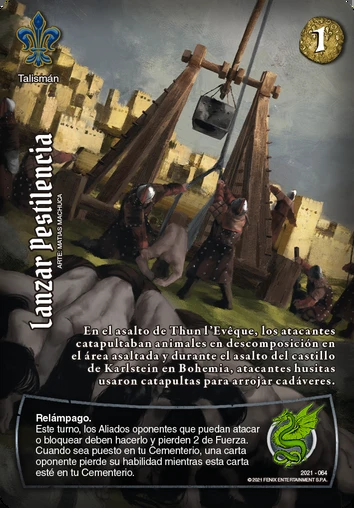 1
Talismán
Lanzar Pestilencia
ARTE: MATIAS MACHUCA
En el asalto de Thun l'Evêque, los atacantes
catapultaban animales en descomposición en
el área asaltada y durante el asalto del castillo
de Karlstein en Bohemia, atacantes husitas
usaron catapultas para arrojar cadáveres.
Relámpago.
Este turno, los Aliados oponentes que puedan atacar
o bloquear deben hacerlo y pierden 2 de Fuerza.
Cuando sea puesto en tu Cementerio, una carta
oponente pierde su habilidad mientras esta carta
esté en tu Cementerio.
2021 - 064
© 2021 FENIX ENTERTAINMENT S.P.A.